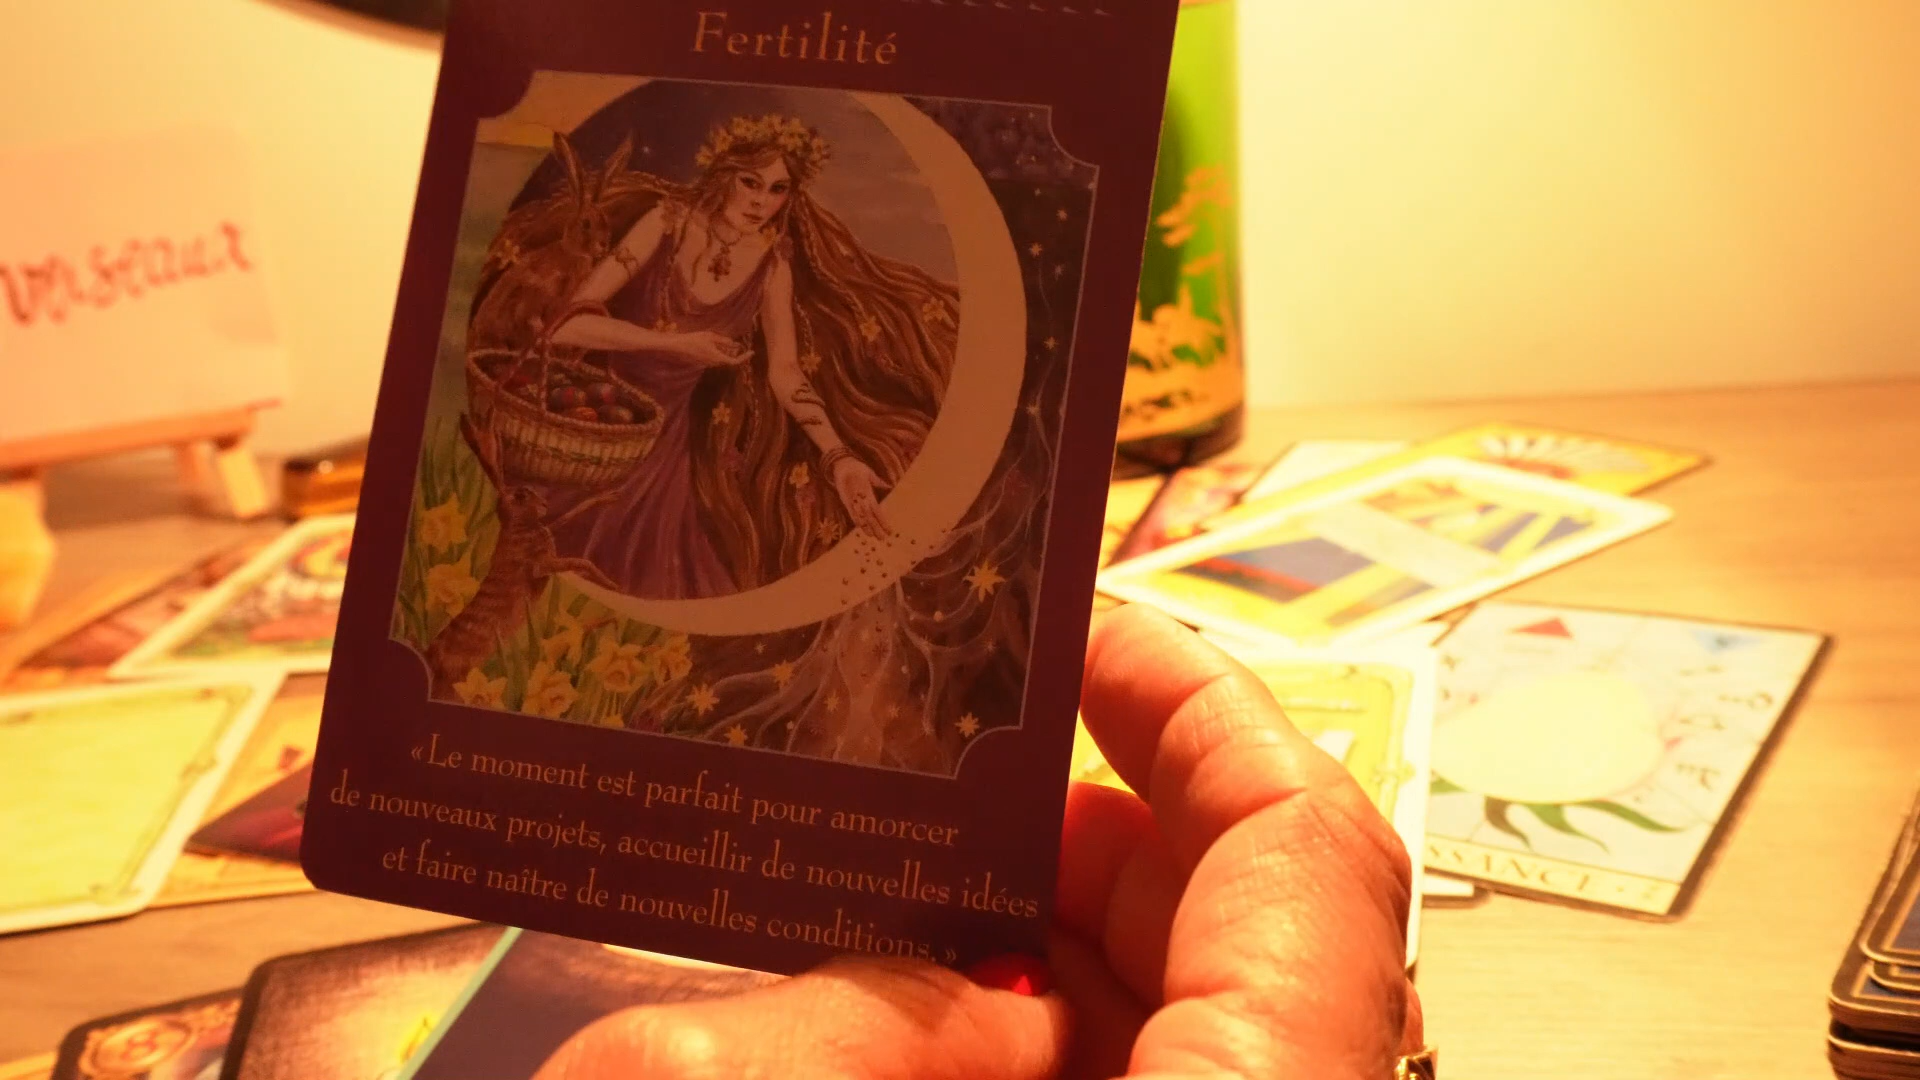 Fertilité
«Le moment est parfait pour amorcer
de nouveaux projets, accueillir de nouvelles idées
et faire naître de nouvelles conditions.»